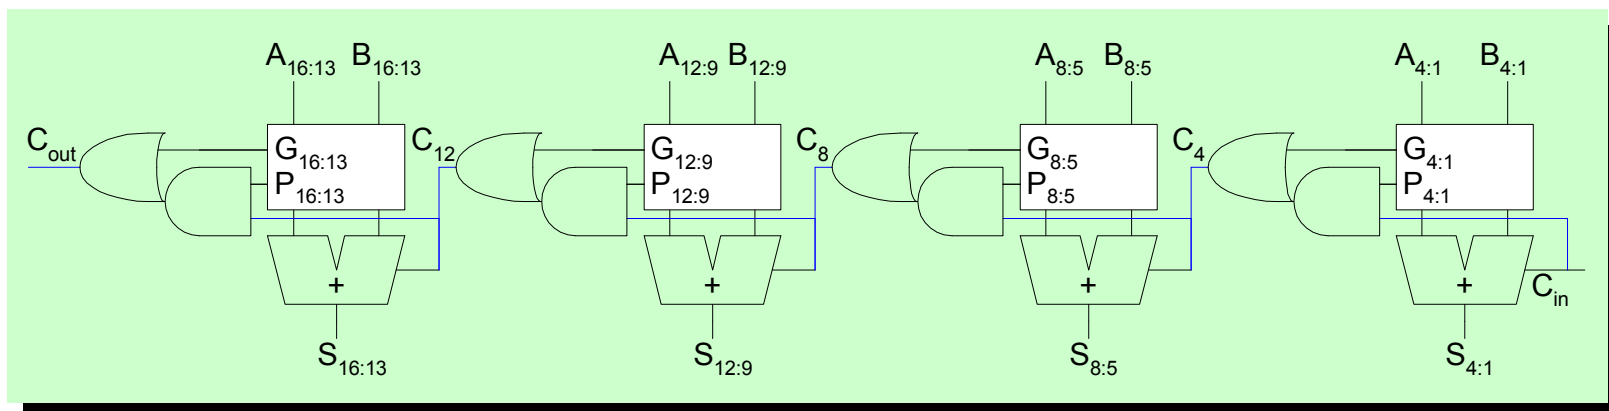 A16:13 B16:13 A12:9 B12:9 A8:5 B8:5 A4:1 B4:1
Cout G16:13 C12 G12:9 C8 G8:5 C4 G4:1
P16:13 P12:9 P8:5 P4:1
+ + + + Cin
S16:13 S12:9 S8:5 S4:1